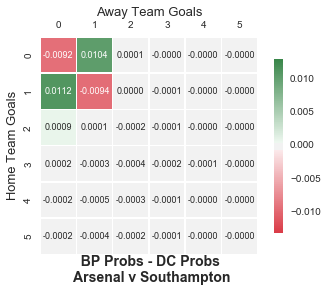 Away Team Goals
0 1 2 3 4 5
Home Team Goals
0 -0.0092 0.0104 0.0001 -0.0000 -0.0000 -0.0000
1 0.0112 -0.0094 0.0000 -0.0001 -0.0000 -0.0000
2 0.0009 0.0001 -0.0002 -0.0001 -0.0000 -0.0000
3 0.0002 -0.0003 -0.0004 -0.0002 -0.0001 -0.0000
4 -0.0002 -0.0005 -0.0003 -0.0001 -0.0000 -0.0000
5 -0.0002 -0.0004 -0.0002 -0.0001 -0.0000 -0.0000
0.010
0.005
0.000
−0.005
−0.010
BP Probs - DC Probs
Arsenal v Southampton